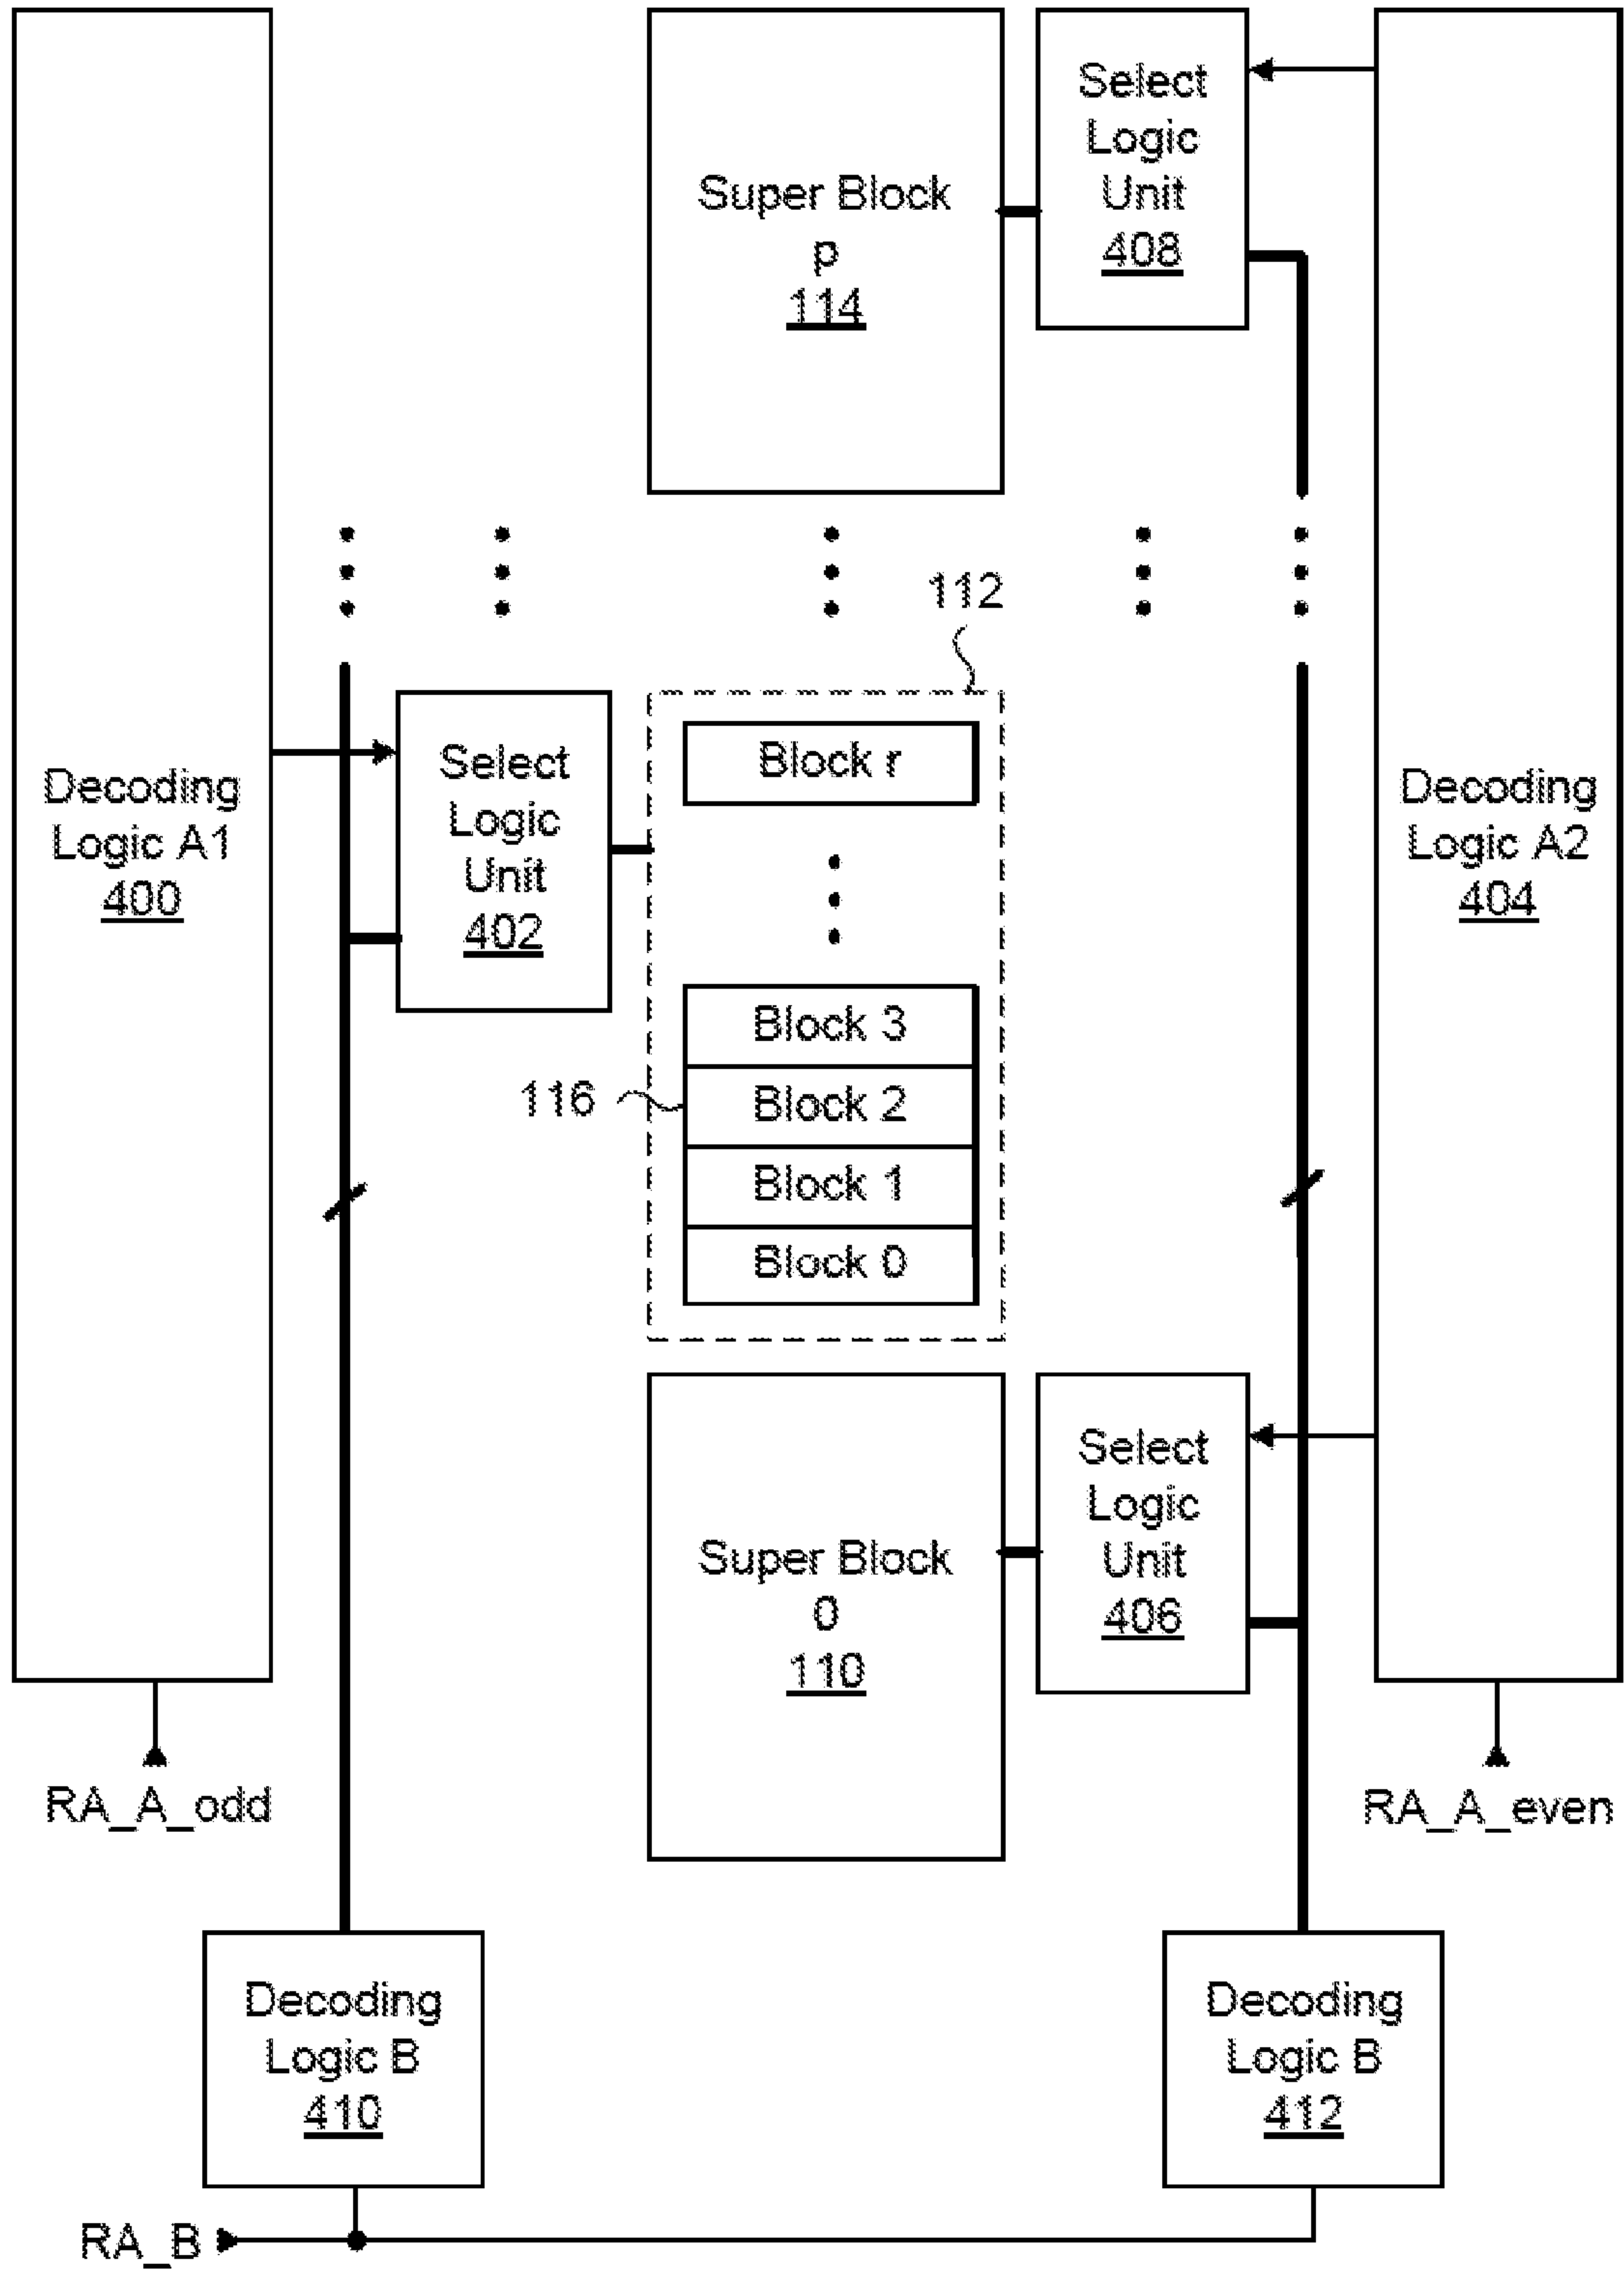 Super Block
p
114
Select
Logic
Unit
408
112
Decoding
Logic A1
400
Select
Logic
Unit
402
Block r
Block 3
116
Block 2
Block 1
Block 0
Decoding
Logic A2
404
Super Block
0
110
Select
Logic
Unit
406
RA_A_odd
RA_A_even
Decoding
Logic B
410
Decoding
Logic B
412
RA_B